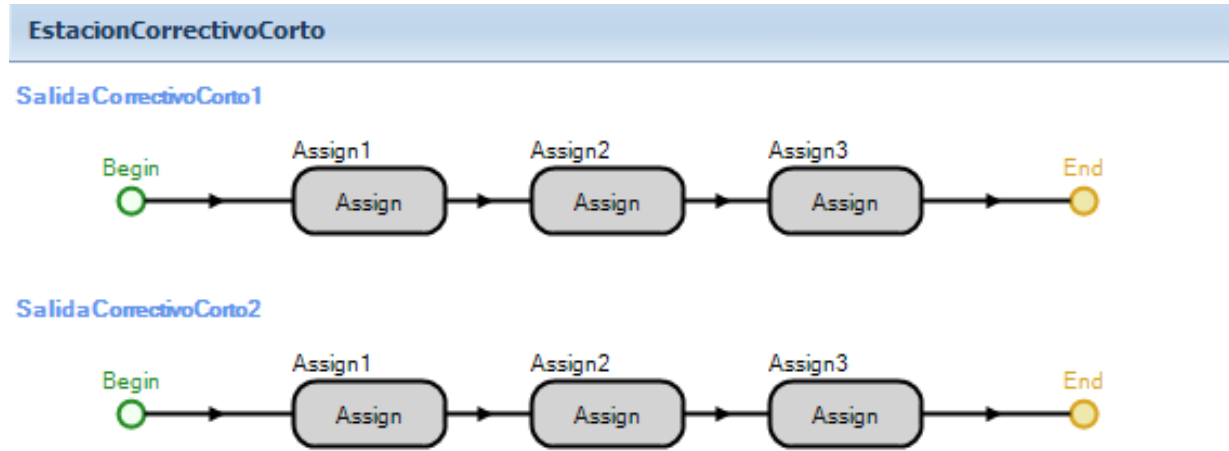 EstacionCorrectivoCorto
SalidaCorrectivoCorto1
Begin Assign1 Assign2 Assign3 End
Assign Assign Assign
SalidaCorrectivoCorto2
Begin Assign1 Assign2 Assign3 End
Assign Assign Assign